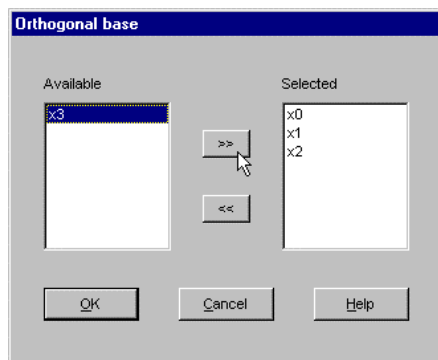 Orthogonal base
Available
Selected
x3
x0
x1
x2
>>
<<
OK
Cancel
Help